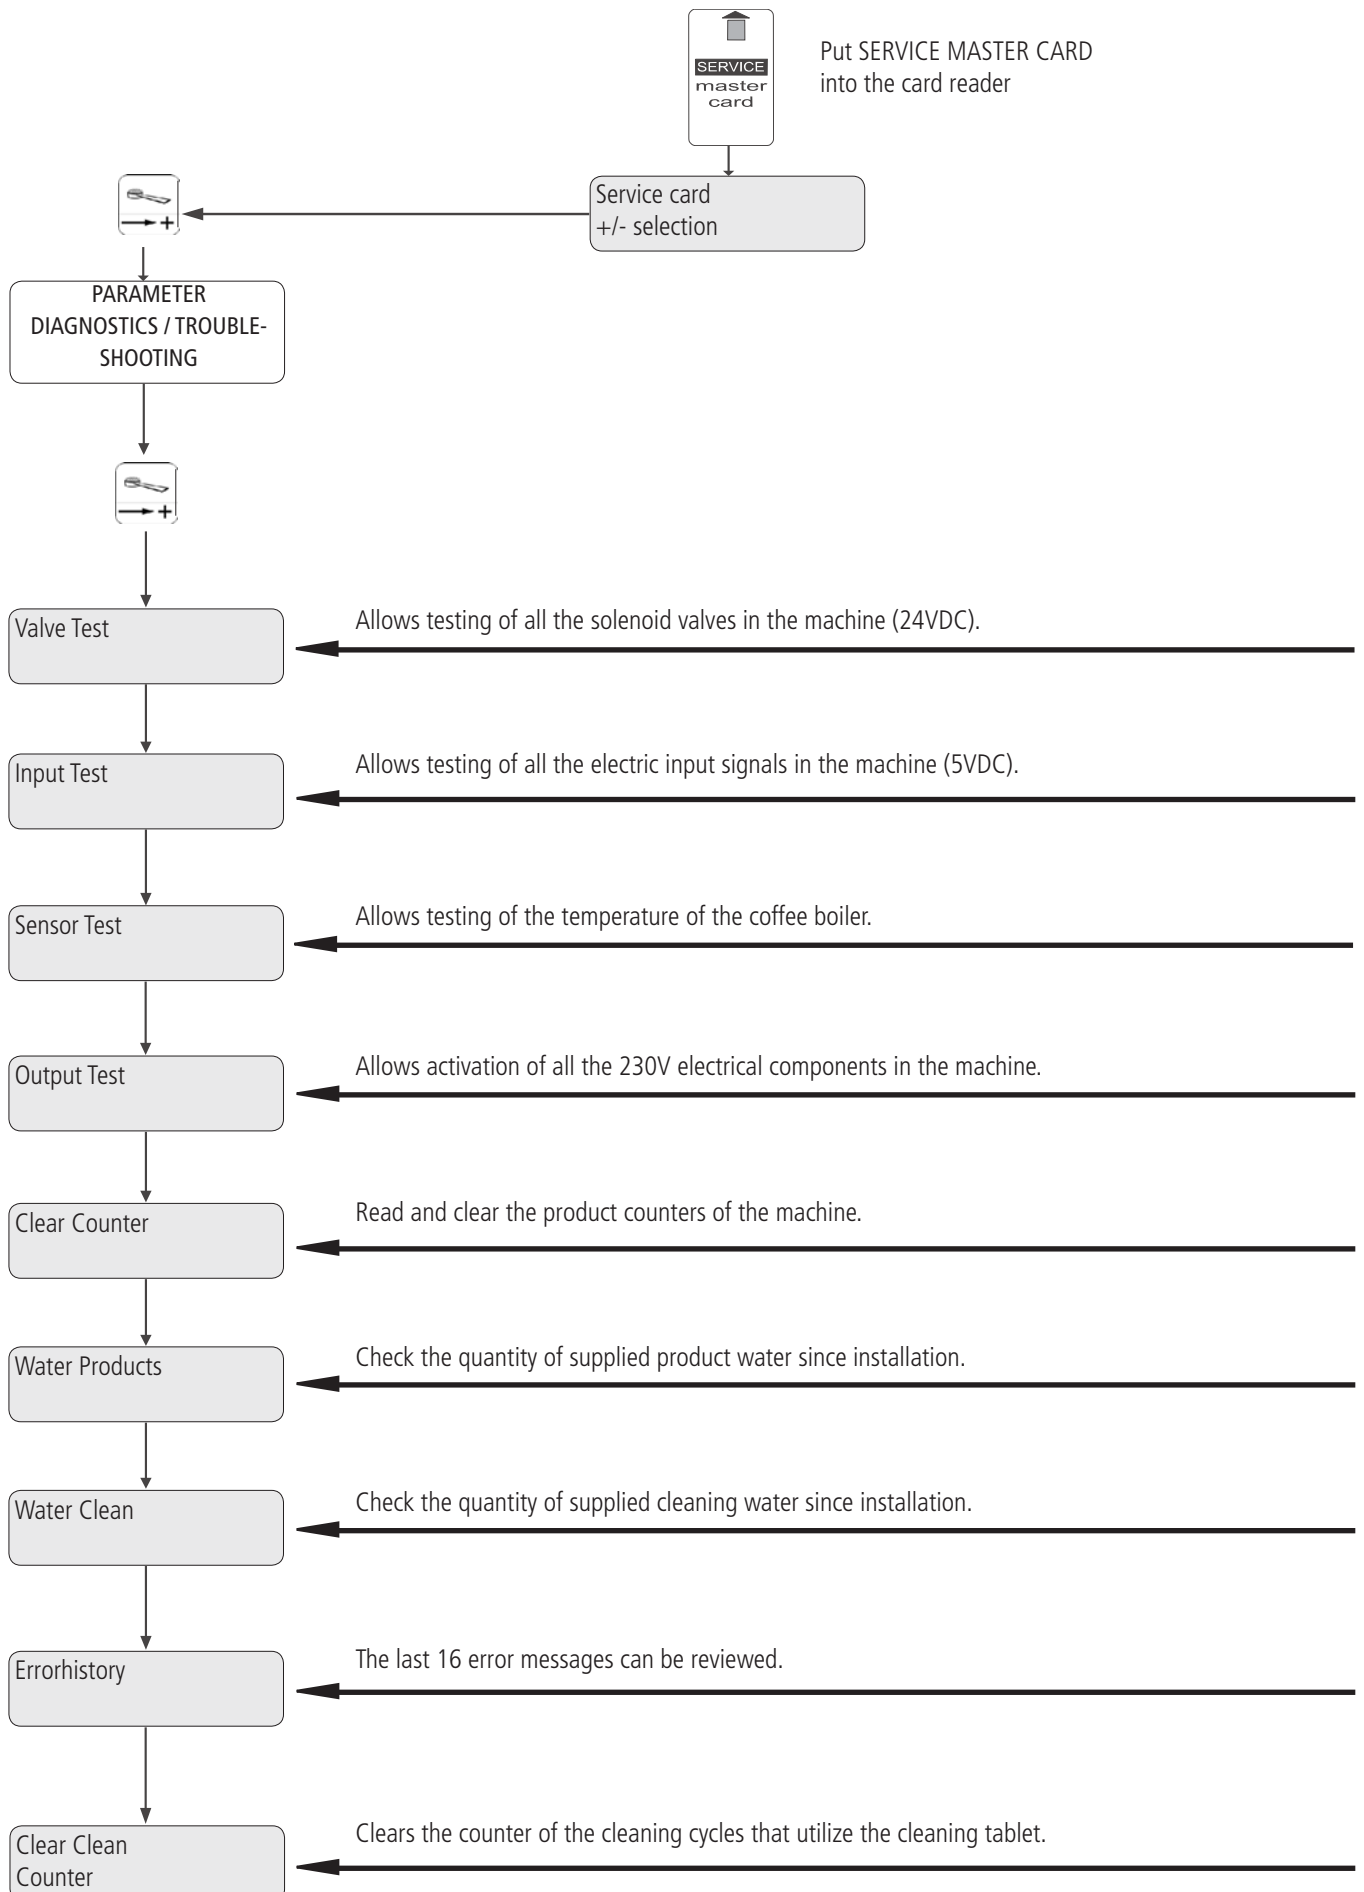 SERVICE
master
card
Put SERVICE MASTER CARD
into the card reader
Service card
+/- selection
+
PARAMETER
DIAGNOSTICS / TROUBLE-
SHOOTING
+
Valve Test
Allows testing of all the solenoid valves in the machine (24VDC).
Input Test
Allows testing of all the electric input signals in the machine (5VDC).
Sensor Test
Allows testing of the temperature of the coffee boiler.
Output Test
Allows activation of all the 230V electrical components in the machine.
Clear Counter
Read and clear the product counters of the machine.
Water Products
Check the quantity of supplied product water since installation.
Water Clean
Check the quantity of supplied cleaning water since installation.
Errorhistory
The last 16 error messages can be reviewed.
Clear Clean
Counter
Clears the counter of the cleaning cycles that utilize the cleaning tablet.